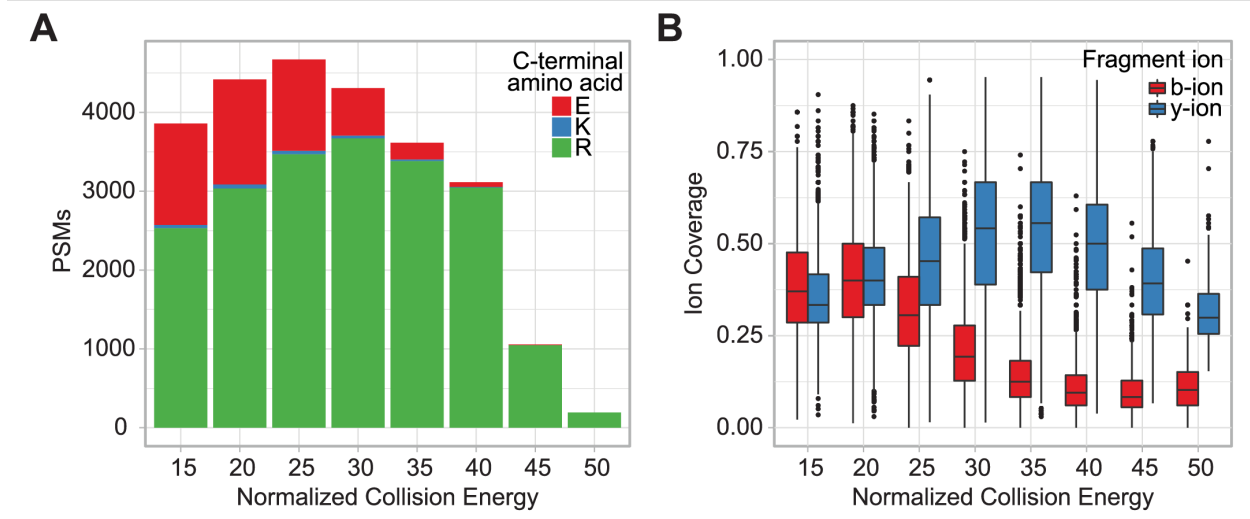 A
C-terminal
amino acid
E
K
R
PSMs
4000
3000
2000
1000
0
15 20 25 30 35 40 45 50
Normalized Collision Energy
B
Fragment ion
b-ion
y-ion
Ion Coverage
1.00
0.75
0.50
0.25
0.00
15 20 25 30 35 40 45 50
Normalized Collision Energy